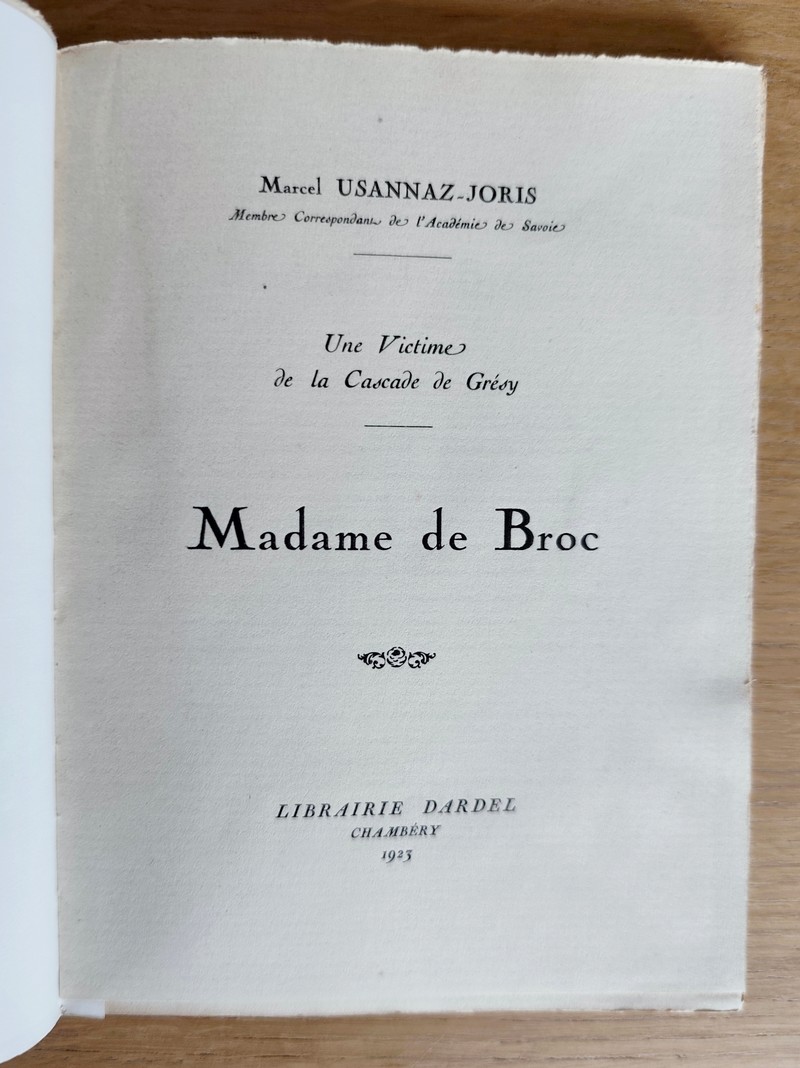 Marcel USANNAZ-JORIS
Membre Correspondant de l'Académie de Savoie
Une Victime
de la Cascade de Grésy
Madame de Broc
LIBRAIRIE DARDEL
CHAMBÉRY
1923